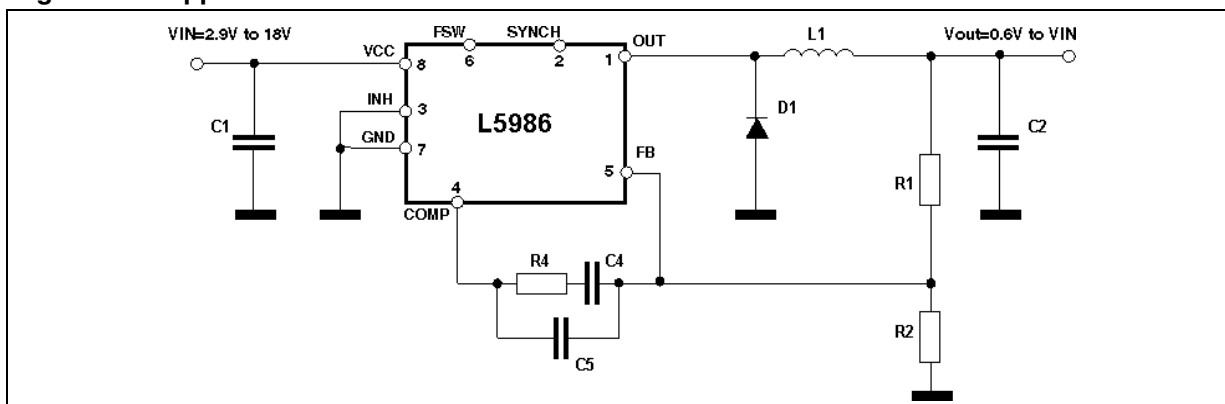 VIN=2.9V to 18V
FSW
SYNCH
L1
Vout=0.6V to VIN
VCC
8
6
2
1
OUT
INH
3
L5986
D1
C1
GND
7
FB
5
C2
R1
4
COMP
R4
C4
C5
R2